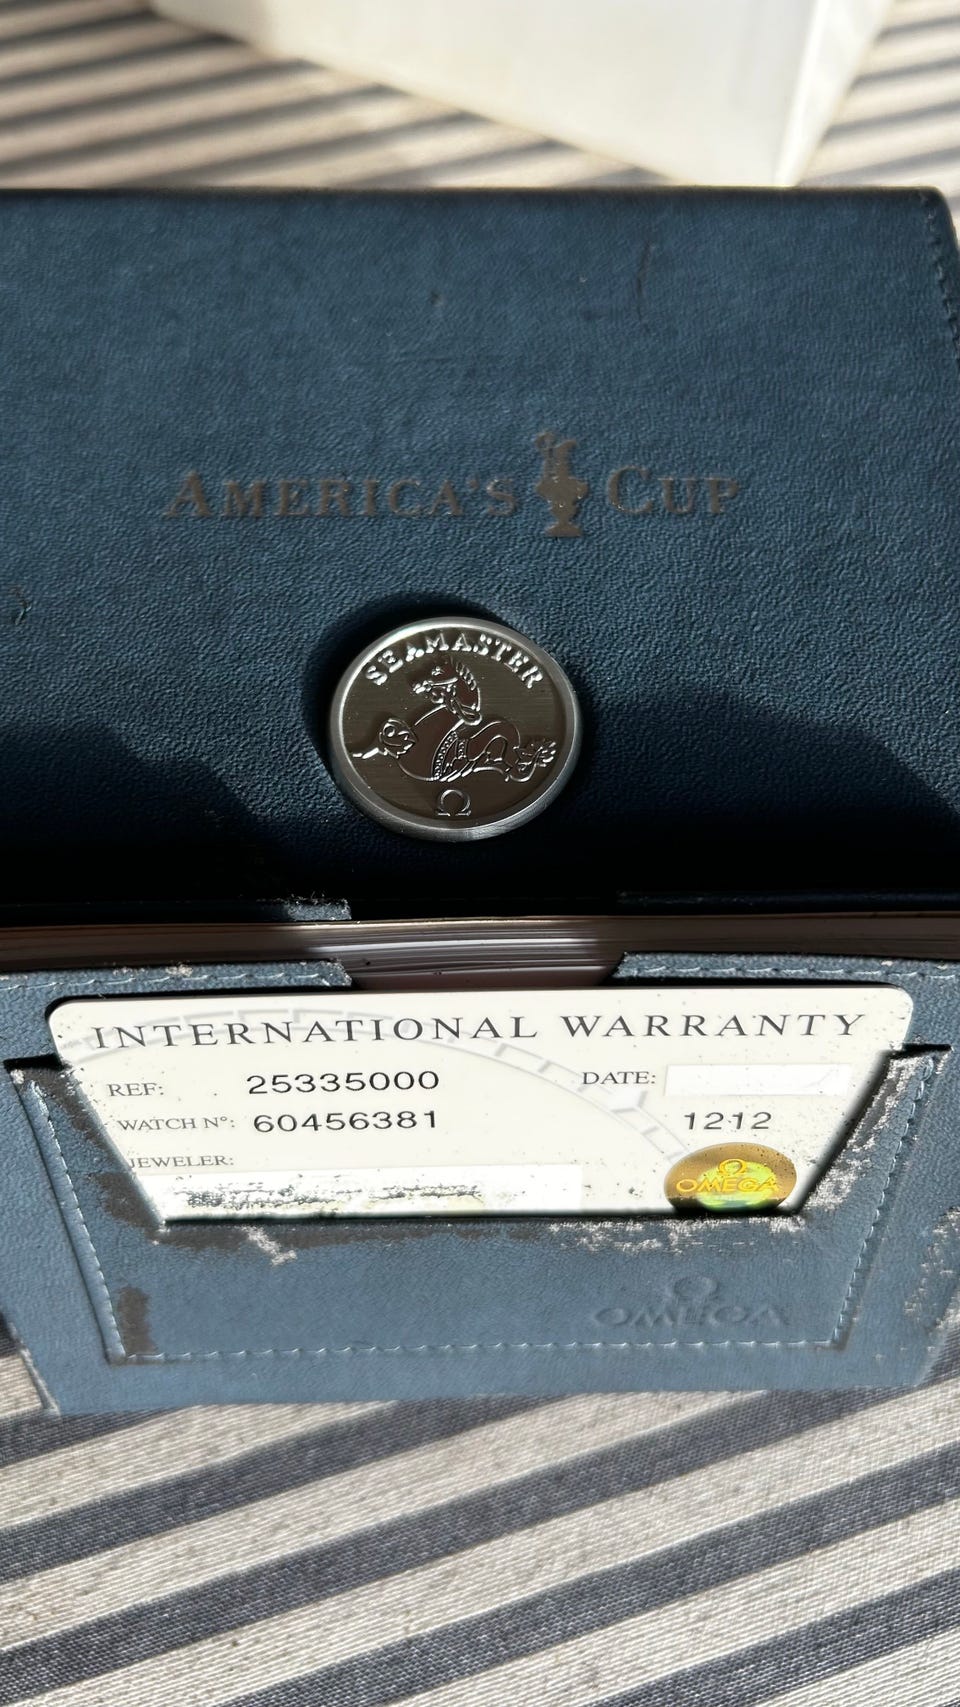 AMERICA'S CUP
SEAMASTER
INTERNATIONAL WARRANTY
REF: 25335000 DATE:
WATCH N°: 60456381 1212
JEWELER:
OMEGA
OMEGA